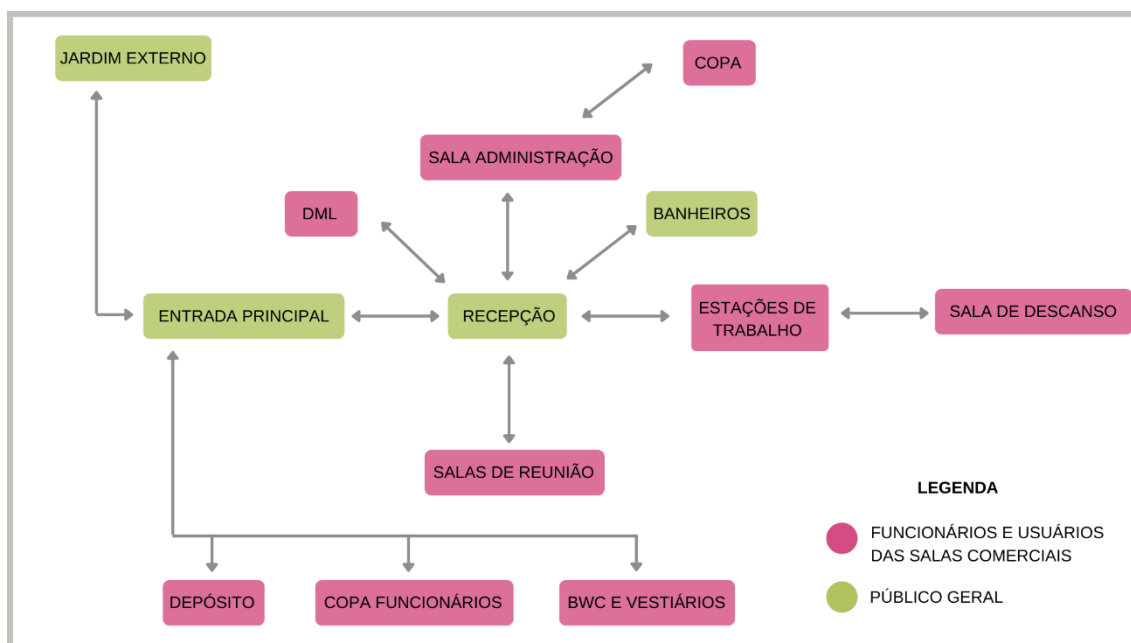 JARDIM EXTERNO
COPA
SALA ADMINISTRAÇÃO
DML
BANHEIROS
ENTRADA PRINCIPAL
RECEPÇÃO
ESTAÇÕES DE
TRABALHO
SALA DE DESCANSO
SALAS DE REUNIÃO
LEGENDA
FUNCIONÁRIOS E USUÁRIOS
DAS SALAS COMERCIAIS
PÚBLICO GERAL
DEPÓSITO
COPA FUNCIONÁRIOS
BWC E VESTIÁRIOS